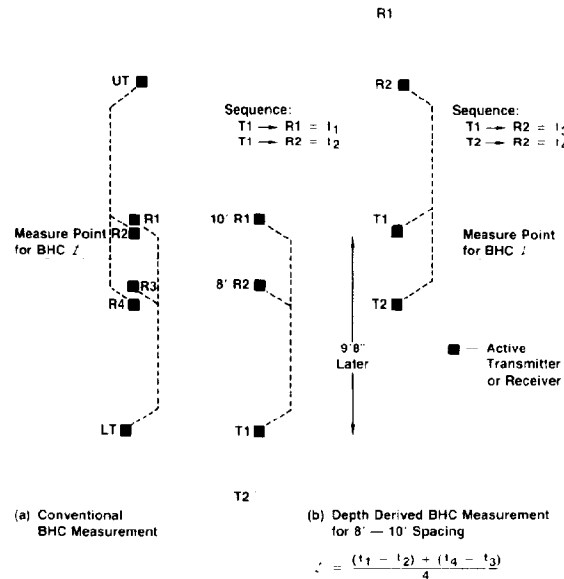 R1
UT
R2
Sequence:
T1 → R1 = t₁
T1 → R2 = t₂
Sequence:
T1 → R2 =
T2 → R2 =
R1
Measure Point R2
for BHC
R3
R4
10' R1
8' R2
T1
Measure Point
for BHC
T2
9'8"
Later
— Active
Transmitter
or Receiver
LT
T1
T2
(a) Conventional
BHC Measurement
(b) Depth Derived BHC Measurement
for 8' — 10' Spacing
= (t₁ - t₂) + (t₄ - t₃)
4